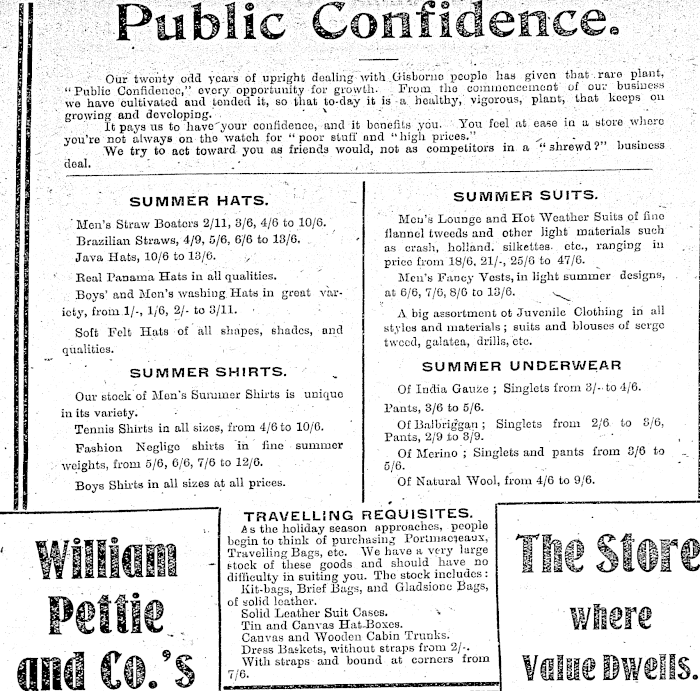 Public Confidence.
Our twenty odd years of upright dealing with Gisborne people has given that rare plant,
"Public Confidence," every opportunity for growth. From the commencement of our business
we have cultivated and tended it, so that to-day it is a healthy, vigorous, plant, that keeps on
growing and developing.
It pays us to have your confidence, and it benefits you. You feel at ease in a store where
you're not always on the watch for "poor stuff and "high prices."
We try to act toward you as friends would, not as competitors in a "shrewd?" business
deal.
SUMMER HATS.
Men's Straw Boaters 2/11, 3/6, 4/6 to 10/6.
Brazilian Straws, 4/9, 5/6, 6/6 to 13/6.
Java Hats, 10/6 to 13/6.
Real Panama Hats in all qualities.
Boys' and Men's washing Hats in great var-
iety, from 1/-, 1/6, 2/- to 3/11.
Soft Felt Hats of all shapes, shades, and
qualities.
SUMMER SHIRTS.
Our stock of Men's Summer Shirts is unique
in its variety.
Tennis Shirts in all sizes, from 4/6 to 10/6.
Fashion Neglige shirts in fine summer
weights, from 5/6, 6/6, 7/6 to 12/6.
Boys Shirts in all sizes at all prices.
SUMMER SUITS.
Men's Lounge and Hot Weather Suits of fine
flannel tweeds and other light materials such
as crash, holland. silkettes. etc., ranging in
price from 18/6, 21/-, 25/6 to 47/6.
Men's Fancy Vests, in light summer designs,
at 6/6, 7/6, 8/6 to 13/6.
A big assortment of Juvenile Clothing in all
styles and materials; suits and blouses of serge
tweed, galatea, drills, etc.
SUMMER UNDERWEAR
Of India Gauze; Singlets from 3/- to 4/6.
Pants, 3/6 to 5/6.
Of Balbriggan; Singlets from 2/6 to 3/6,
Pants, 2/9 to 3/9.
Of Merino; Singlets and pants from 3/6 to
5/6.
Of Natural Wool, from 4/6 to 9/6.
William
Pettie
and Co.'s
TRAVELLING REQUISITES.
As the holiday season approaches, people
begin to think of purchasing Portmanteaux,
Travelling Bags, etc. We have a very large
stock of these goods and should have no
difficulty in suiting you. The stock includes:
Kit-bags, Brief Bags, and Gladstone Bags,
of solid leather.
Solid Leather Suit Cases.
Tin and Canvas Hat Boxes.
Canvas and Wooden Cabin Trunks.
Dress Baskets, without straps from 2/-.
With straps and bound at corners from
7/6.
The Store
where
Value Dwells.